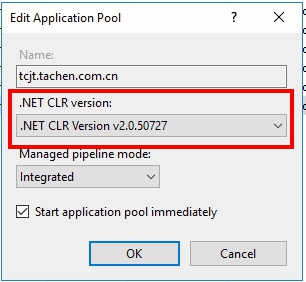 Edit Application Pool
Name:
tcjt.tachen.com.cn
.NET CLR version:
.NET CLR Version v2.0.50727
Managed pipeline mode:
Integrated
Start application pool immediately
OK
Cancel